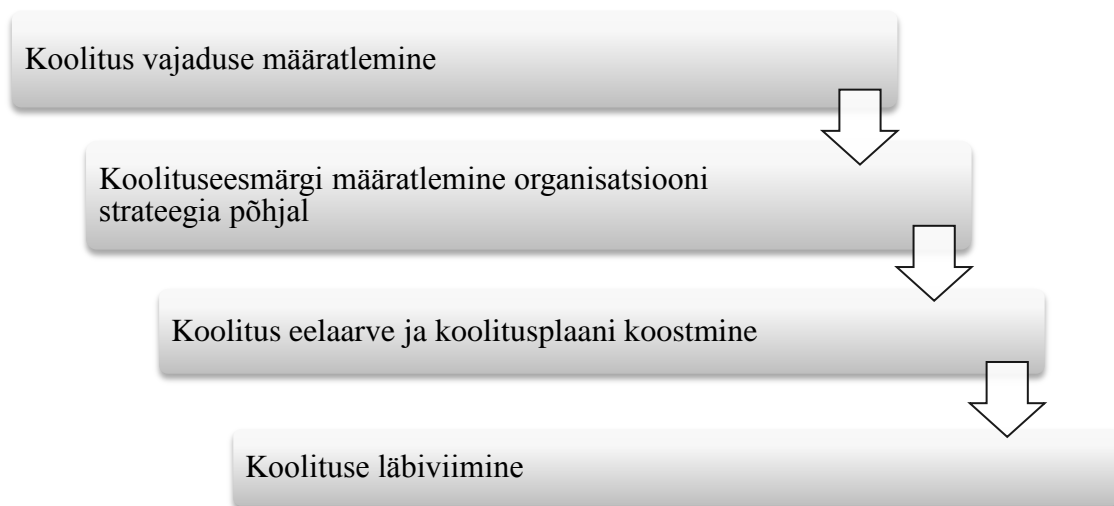 Koolitus vajaduse määratlemine
Koolituseesmärgi määratlemine organisatsiooni
strateegia põhjal
Koolitus eelaarve ja koolitusplaani koostmine
Koolituse läbiviimine